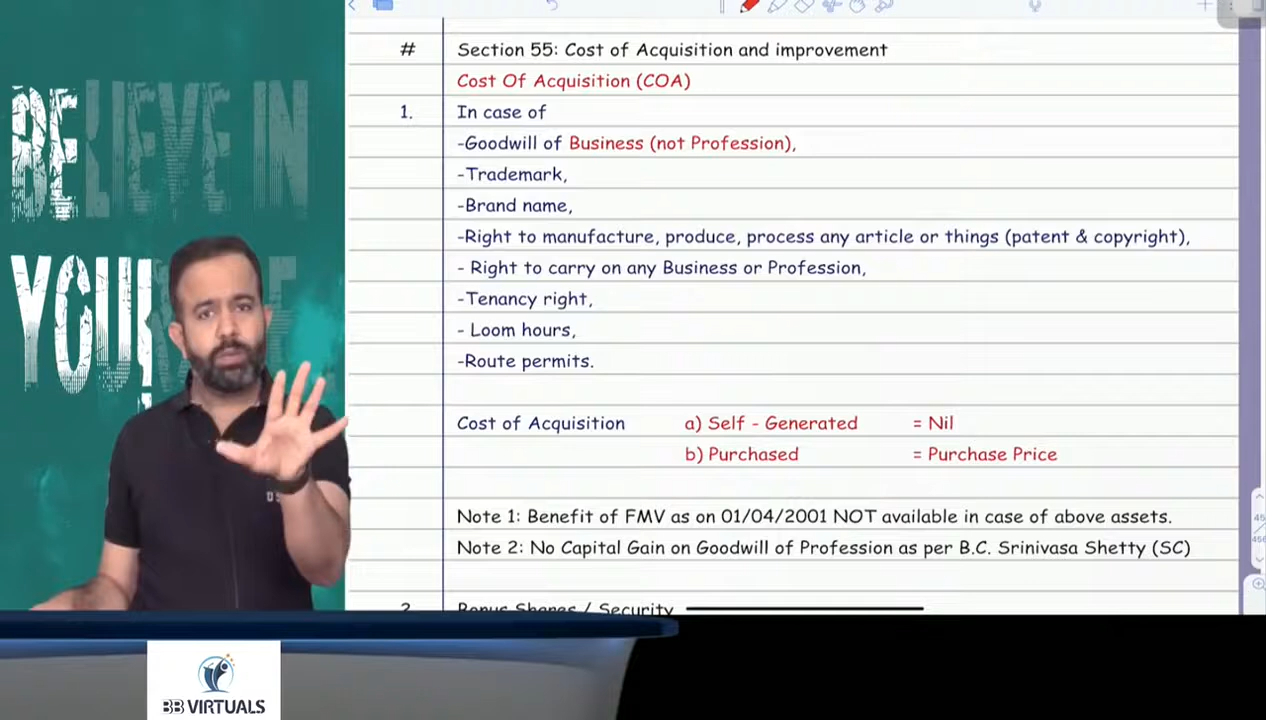 BELIEVE IN
YOU
#
Section 55: Cost of Acquisition and improvement
Cost Of Acquisition (COA)
1. In case of
-Goodwill of Business (not Profession),
-Trademark,
-Brand name,
-Right to manufacture, produce, process any article or things (patent & copyright),
- Right to carry on any Business or Profession,
-Tenancy right,
- Loom hours,
-Route permits.
Cost of Acquisition a) Self - Generated = Nil
b) Purchased = Purchase Price
Note 1: Benefit of FMV as on 01/04/2001 NOT available in case of above assets.
Note 2: No Capital Gain on Goodwill of Profession as per B.C. Srinivasa Shetty (SC)
2. Bonus Shares / Security
BB VIRTUALS